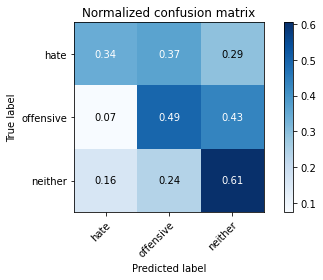 Normalized confusion matrix
True label
hate 0.34 0.37 0.29
offensive 0.07 0.49 0.43
neither 0.16 0.24 0.61
hate offensive neither
Predicted label
0.6
0.5
0.4
0.3
0.2
0.1